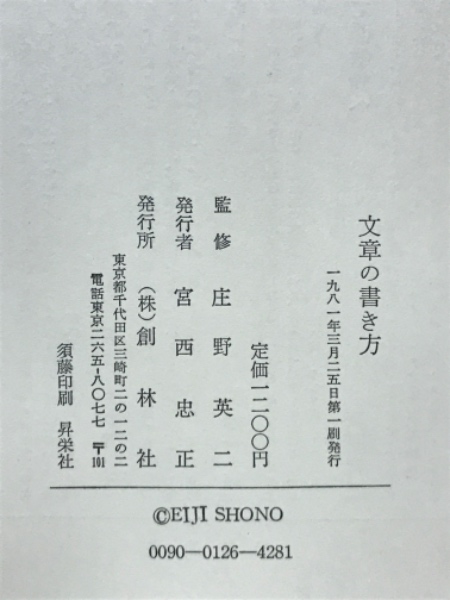 文章の書き方
一九八一年三月二五日第一刷発行
定価一二〇〇円
監修 庄野英二
発行者 宮西忠正
発行所 (株)創林社
東京都千代田区三崎町二の一二の二
電話東京二六五―八〇七七 〒101
須藤印刷 昇栄社
©EIJI SHONO
0090―0126―4281